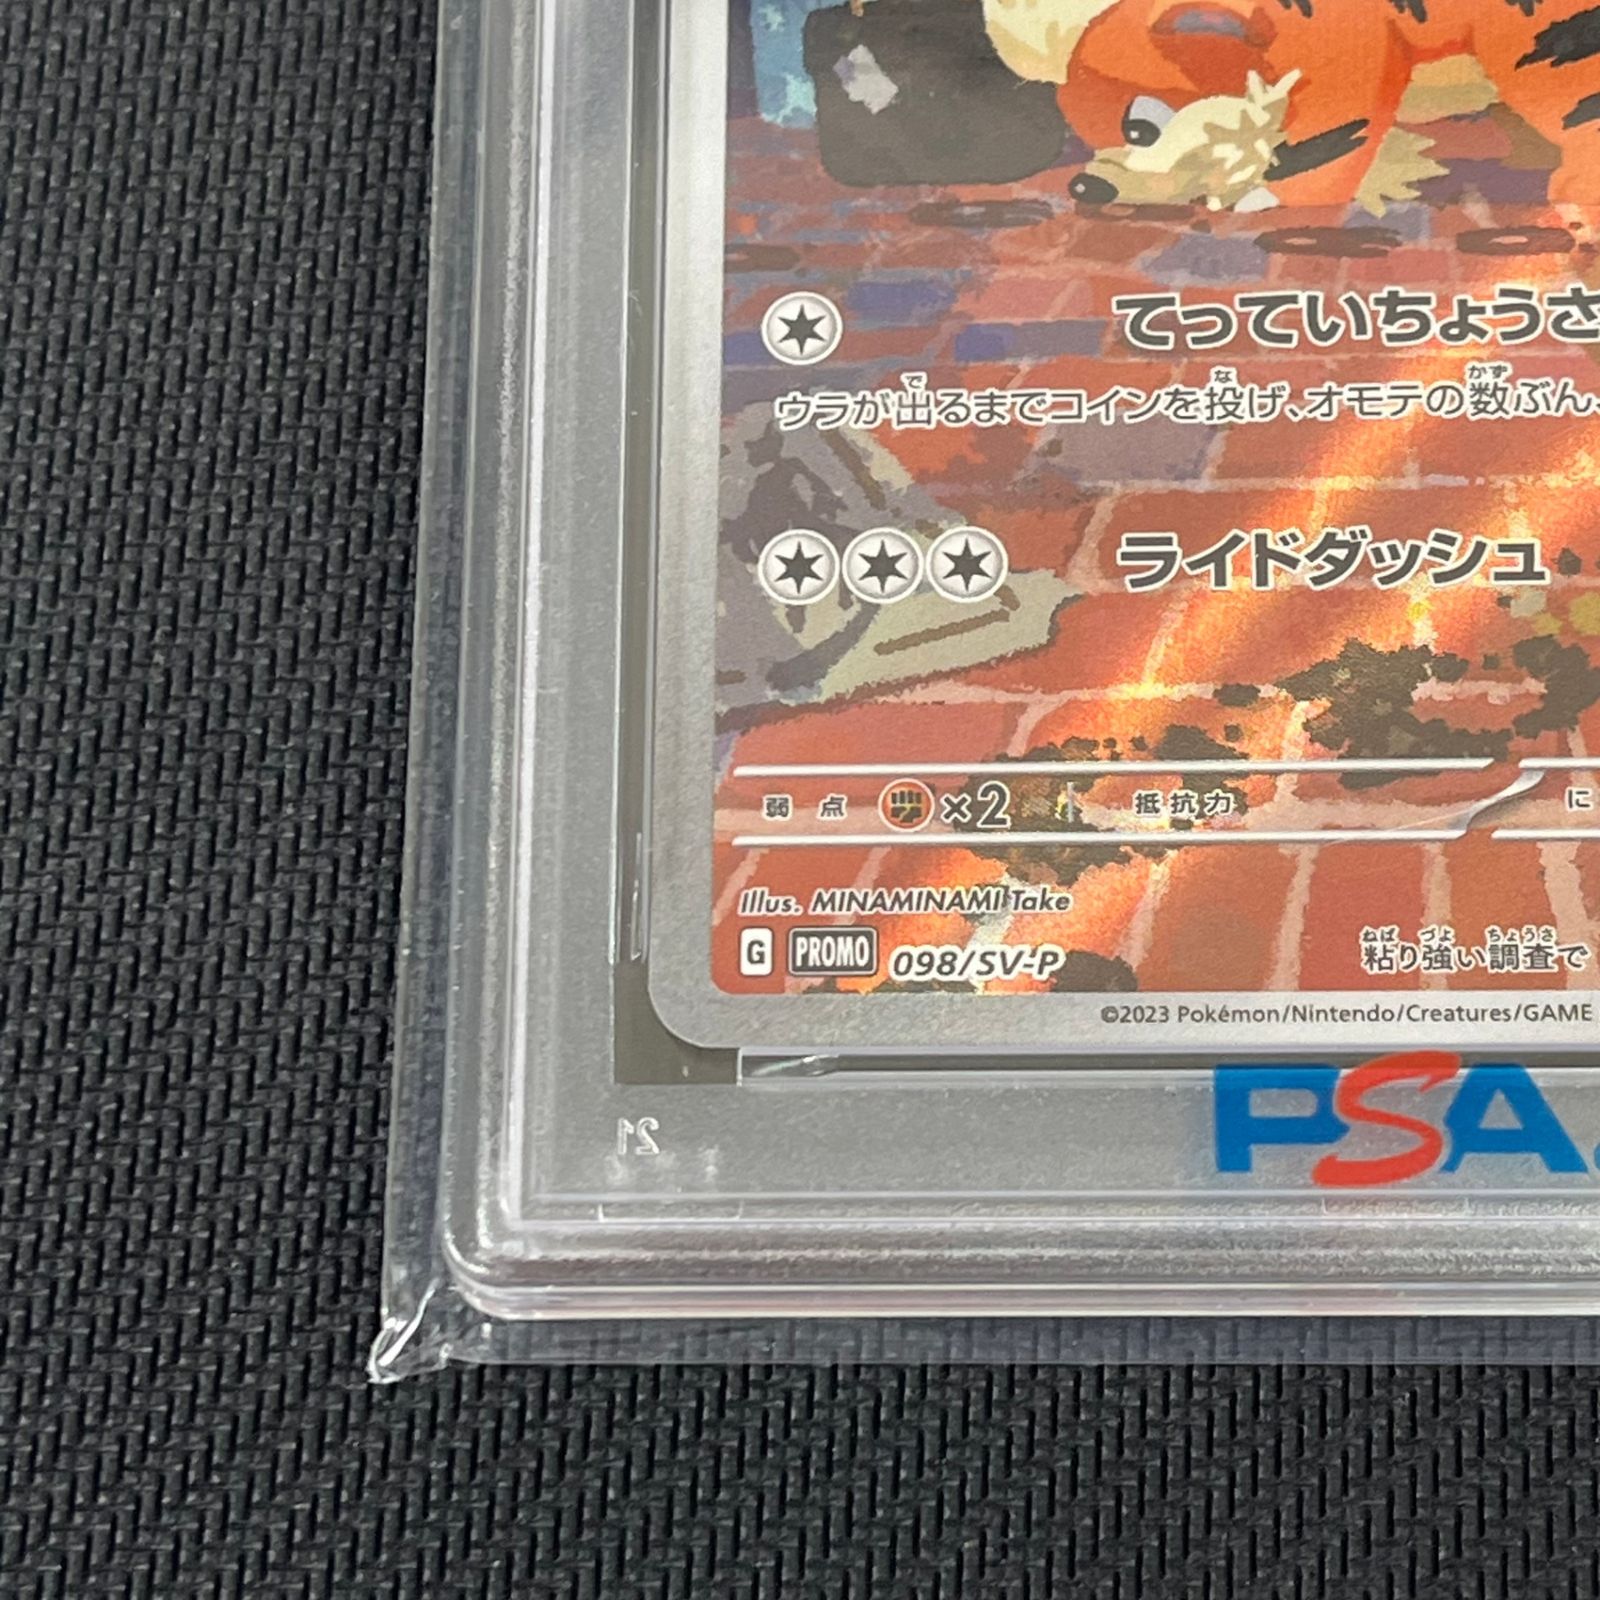 てっていちょうさ
ウラが出るまでコインを投げ、オモテの数ぶん、
ライドダッシュ
弱点 ×2 抵抗力 に
Illus. MINAMINAMI Take
G PROMO 098/SV-P
粘り強い調査で
©2023 Pokémon/Nintendo/Creatures/GAME
PSA
21